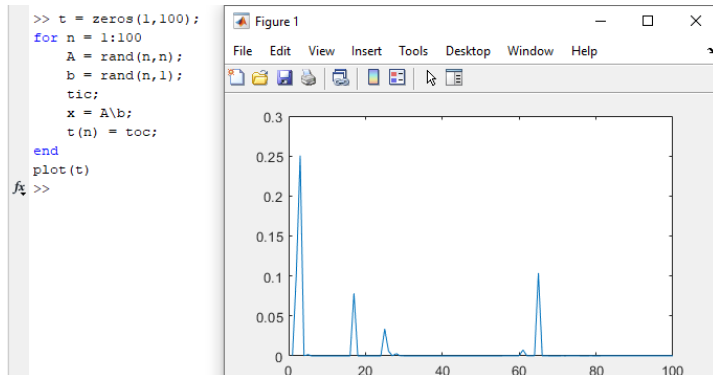 >> t = zeros(1,100);
for n = 1:100
    A = rand(n,n);
    b = rand(n,1);
    tic;
    x = A\b;
    t(n) = toc;
end
plot(t)
fx >>
Figure 1
File Edit View Insert Tools Desktop Window Help
0.3
0.25
0.2
0.15
0.1
0.05
0
0 20 40 60 80 100